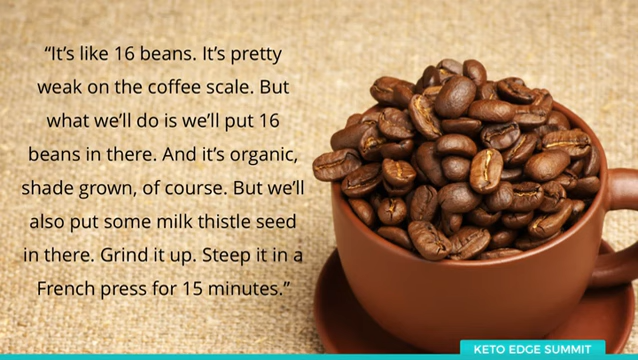 “It’s like 16 beans. It’s pretty
weak on the coffee scale. But
what we’ll do is we’ll put 16
beans in there. And it’s organic,
shade grown, of course. But we’ll
also put some milk thistle seed
in there. Grind it up. Steep it in a
French press for 15 minutes.”
KETO EDGE SUMMIT